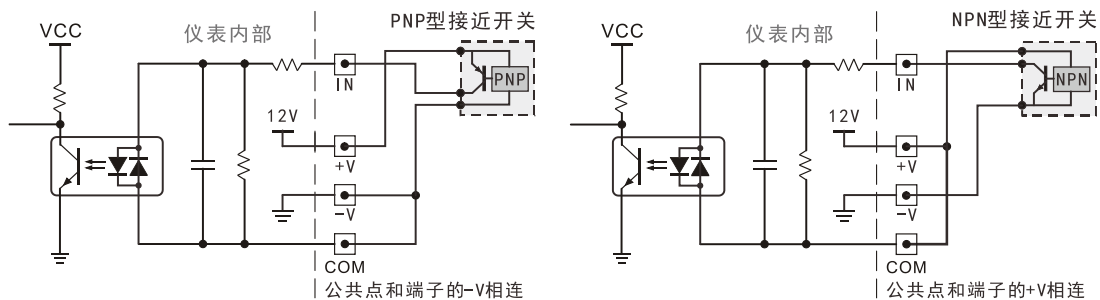 VCC
仪表内部
PNP型接近开关
IN
PNP
12V
+V
-V
COM
公共点和端子的-V相连
VCC
仪表内部
NPN型接近开关
IN
NPN
12V
+V
-V
COM
公共点和端子的+V相连